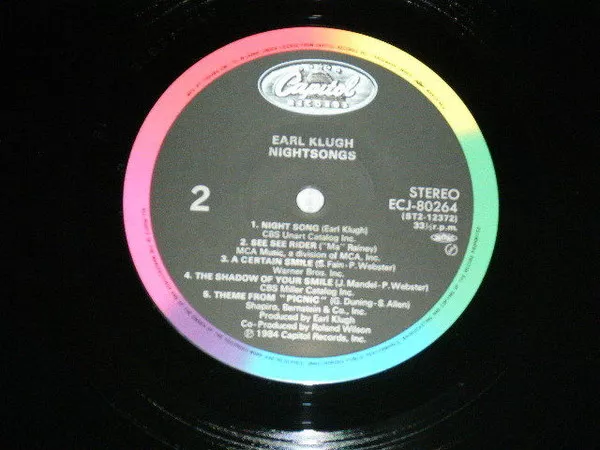 Capitol
RECORDS
EARL KLUGH
NIGHTSONGS
2
STEREO
ECJ-80264
(ST2-12372)
33⅓r.p.m.
1. NIGHT SONG (Earl Klugh)
CBS Unart Catalog Inc.
2. SEE SEE RIDER ("Ma" Rainey)
MCA Music, a division of MCA, Inc.
3. A CERTAIN SMILE (S. Fain-P. Webster)
Warner Bros. Inc.
4. THE SHADOW OF YOUR SMILE (J. Mandel-P. Webster)
CBS Miller Catalog Inc.
5. THEME FROM "PICNIC" (G. Duning-S. Allen)
Shapiro, Bernstein & Co., Inc.
Produced by Earl Klugh
Co-Produced by Roland Wilson
℗ 1984 Capitol Records, Inc.